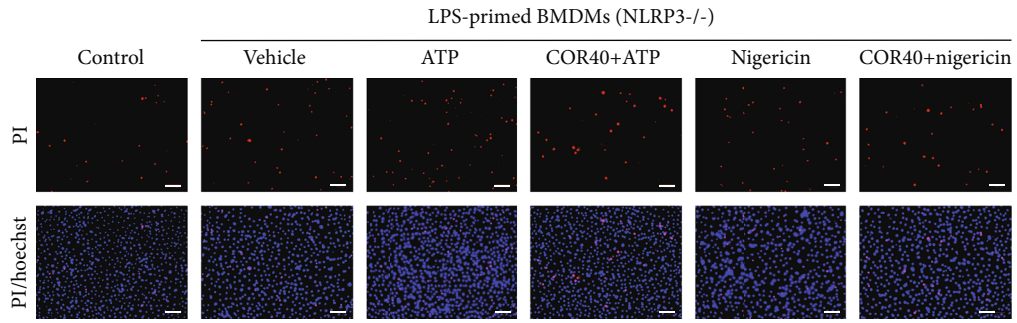 LPS-primed BMDMs (NLRP3-/-)
Control
Vehicle
ATP
COR40+ATP
Nigericin
COR40+nigericin
PI
PI/hoechst